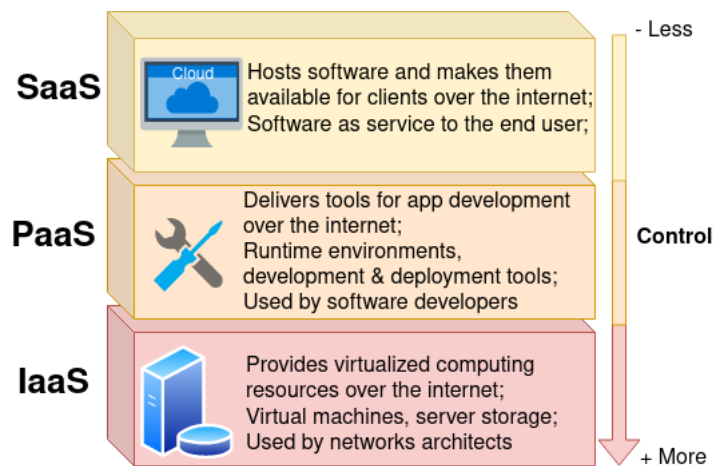 - Less
SaaS
Cloud
Hosts software and makes them
available for clients over the internet;
Software as service to the end user;
PaaS
Delivers tools for app development
over the internet;
Runtime environments,
development & deployment tools;
Used by software developers
Control
IaaS
Provides virtualized computing
resources over the internet;
Virtual machines, server storage;
Used by networks architects
+ More